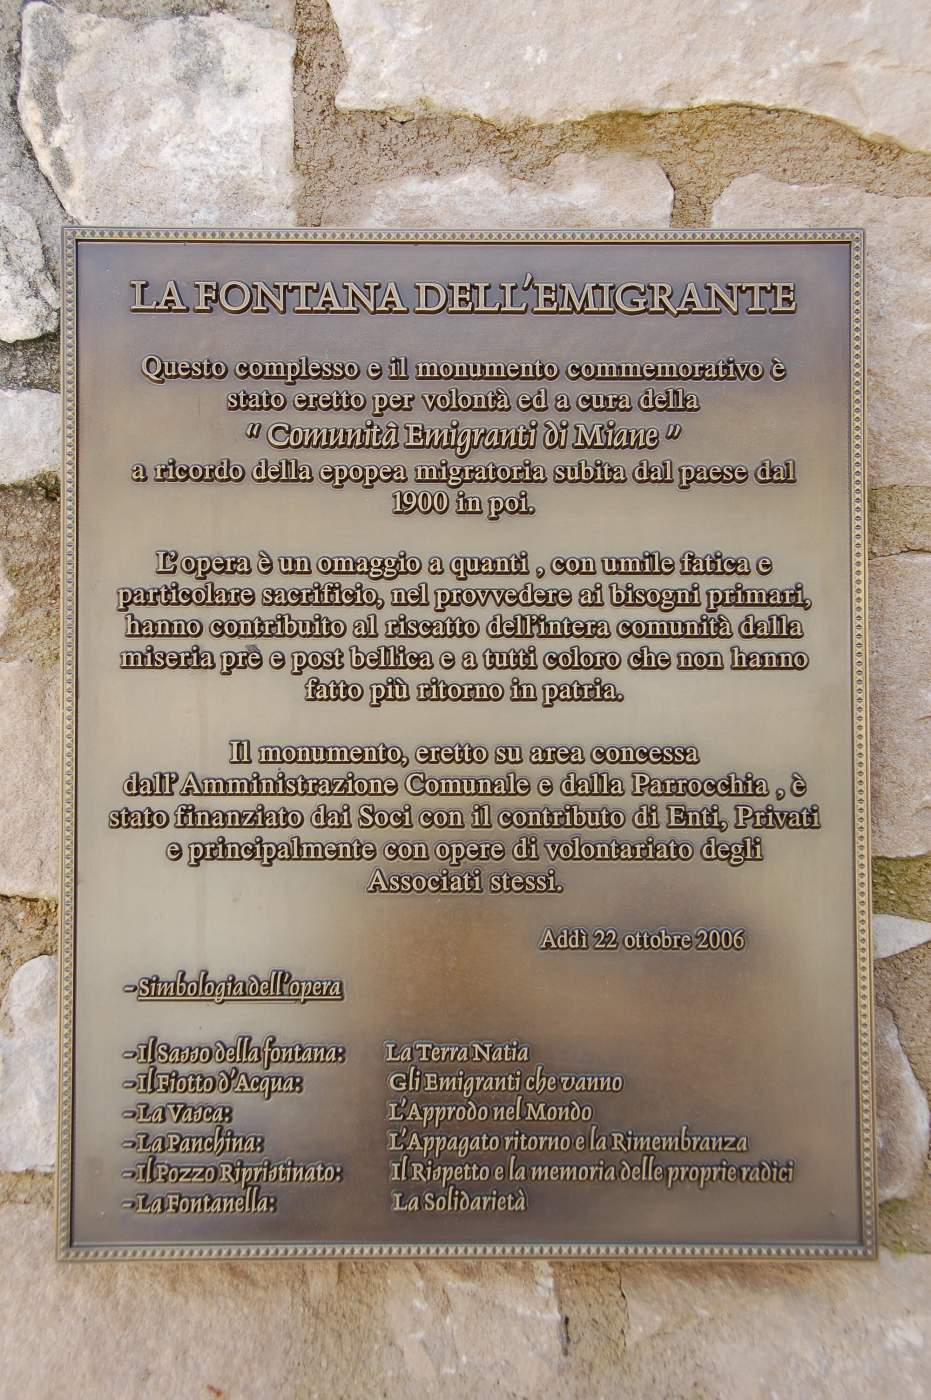 LA FONTANA DELL'EMIGRANTE
Questo complesso e il monumento commemorativo è
stato eretto per volontà ed a cura della
“ Comunità Emigranti di Miane ”
a ricordo della epopea migratoria subita dal paese dal
1900 in poi.
L'opera è un omaggio a quanti , con umile fatica e
particolare sacrificio, nel provvedere ai bisogni primari,
hanno contribuito al riscatto dell'intera comunità dalla
miseria prè e post bellica e a tutti coloro che non hanno
fatto più ritorno in patria.
Il monumento, eretto su area concessa
dall'Amministrazione Comunale e dalla Parrocchia , è
stato finanziato dai Soci con il contributo di Enti, Privati
e principalmente con opere di volontariato degli
Associati stessi.
Addì 22 ottobre 2006
-Simbologia dell'opera
-Il Sasso della fontana: La Terra Natia
-Il Fiotto d'Acqua: Gli Emigranti che vanno
-La Vasca: L'Approdo nel Mondo
-La Panchina: L'Appagato ritorno e la Rimembranza
-Il Pozzo Ripristinato: Il Rispetto e la memoria delle proprie radici
-La Fontanella: La Solidarietà